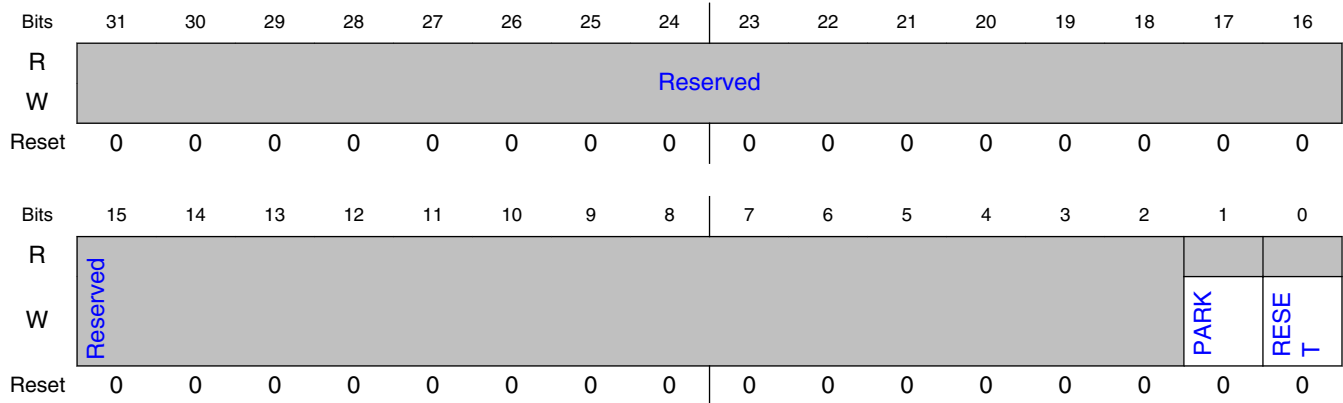 Bits 31 30 29 28 27 26 25 24 23 22 21 20 19 18 17 16
R
Reserved
W
Reset 0 0 0 0 0 0 0 0 0 0 0 0 0 0 0 0
Bits 15 14 13 12 11 10 9 8 7 6 5 4 3 2 1 0
R
Reserved
W
PARK
RESE
T
Reset 0 0 0 0 0 0 0 0 0 0 0 0 0 0 0 0